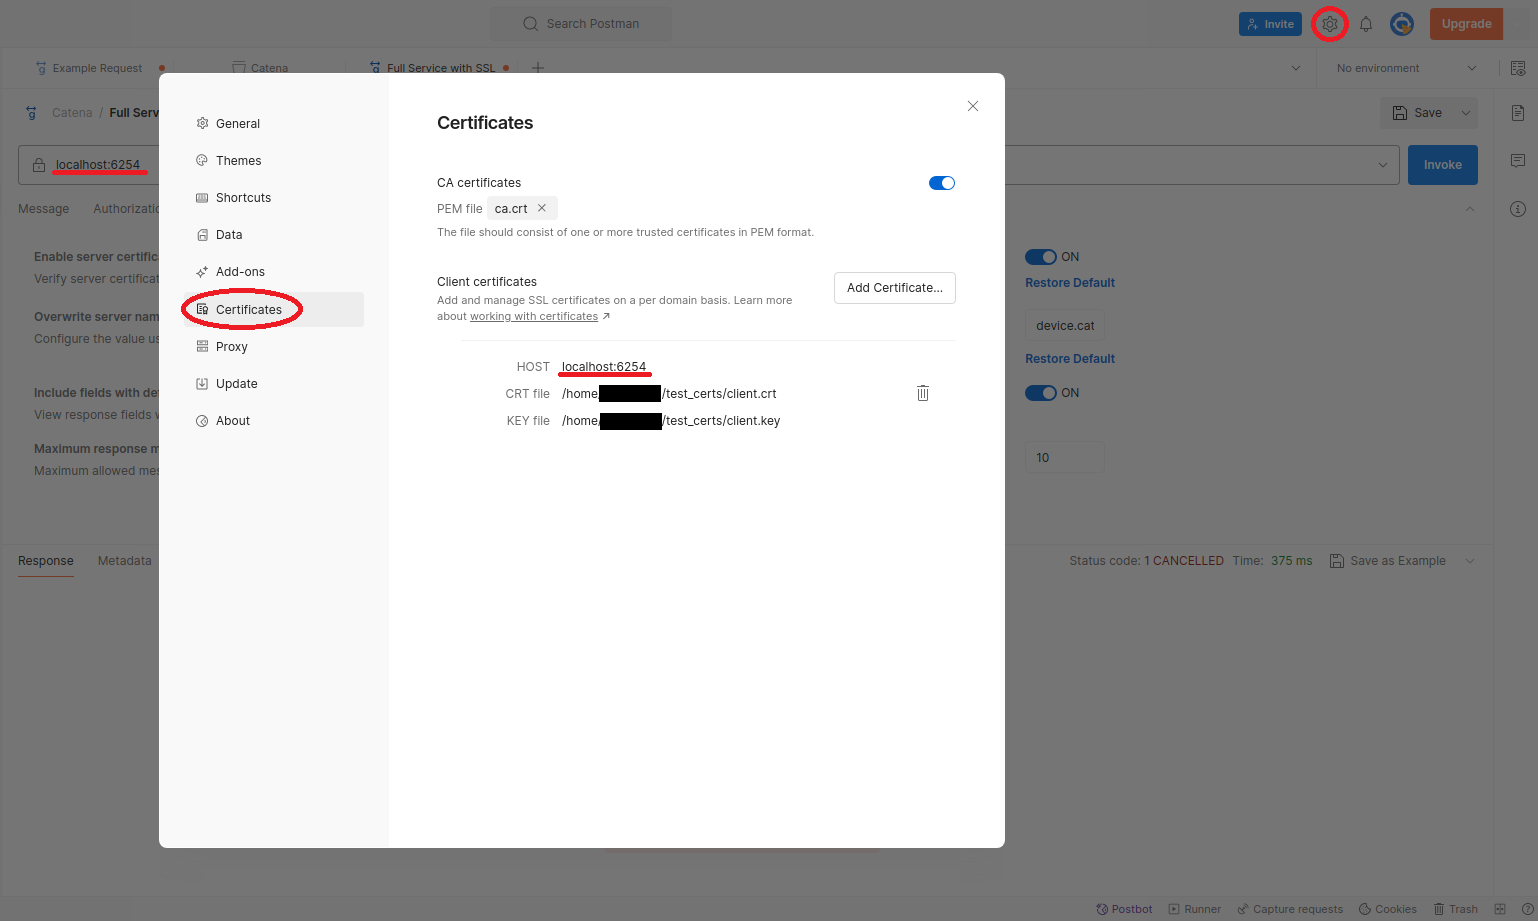 Search Postman
Invite
Upgrade
Example Request
Catena
Full Service with SSL
No environment
Catena / Full Serv
Save
localhost:6254
Invoke
Message
Authorizatio
Enable server certific
Verify server certificat
ON
Restore Default
Overwrite server nam
Configure the value us
device.cat
Restore Default
Include fields with def
View response fields w
ON
Maximum response m
Maximum allowed mes
10
Response
Metadata
Status code: 1 CANCELLED Time: 375 ms
Save as Example
General
Themes
Shortcuts
Data
Add-ons
Certificates
Proxy
Update
About
Certificates
CA certificates
PEM file ca.crt
The file should consist of one or more trusted certificates in PEM format.
Client certificates
Add and manage SSL certificates on a per domain basis. Learn more
about working with certificates ↗
Add Certificate...
HOST localhost:6254
CRT file /home/ /test_certs/client.crt
KEY file /home/ /test_certs/client.key
Postbot
Runner
Capture requests
Cookies
Trash